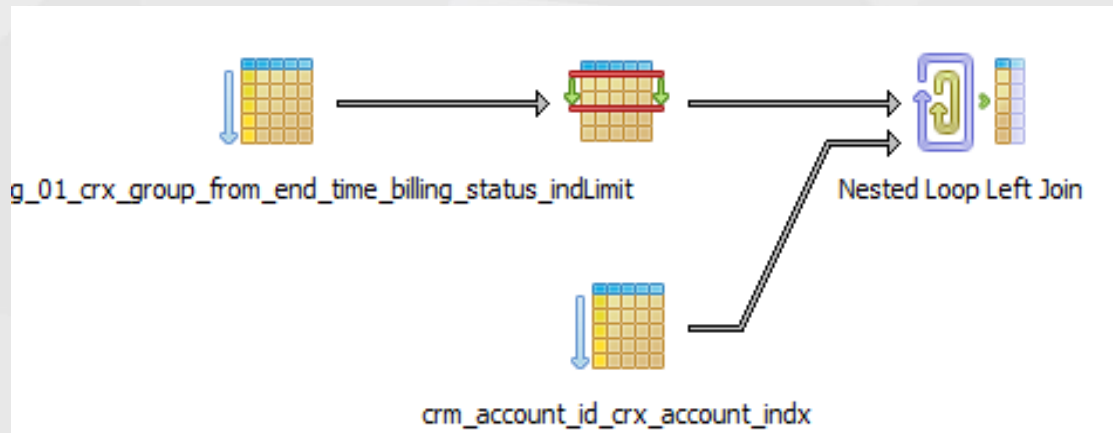 g_01_crx_group_from_end_time_billing_status_indLimit
Nested Loop Left Join
crm_account_id_crx_account_indx